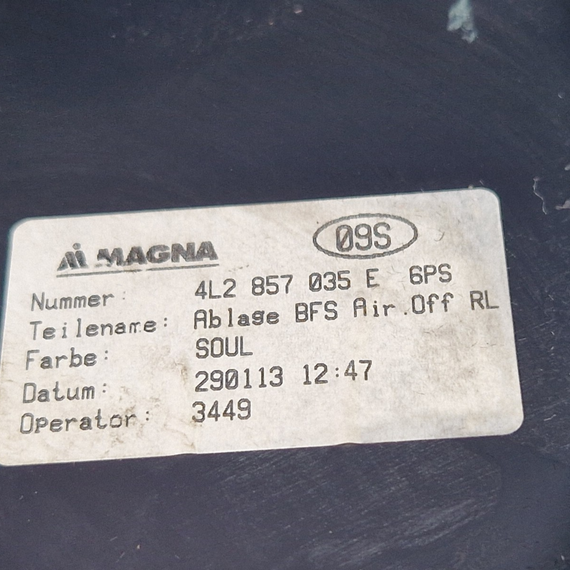 MAGNA
09S
Nummer: 4L2 857 035 E 6PS
Teilename: Ablage BFS Air.Off RL
Farbe: SOUL
Datum: 290113 12:47
Operator: 3449